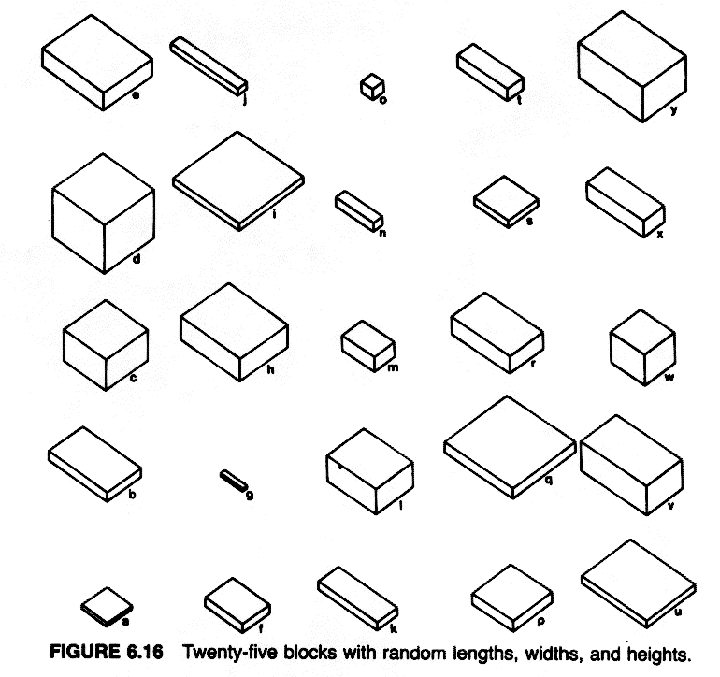 e j o t y
d i n s x
c h m r w
b g l q v
a f k p u
FIGURE 6.16 Twenty-five blocks with random lengths, widths, and heights.